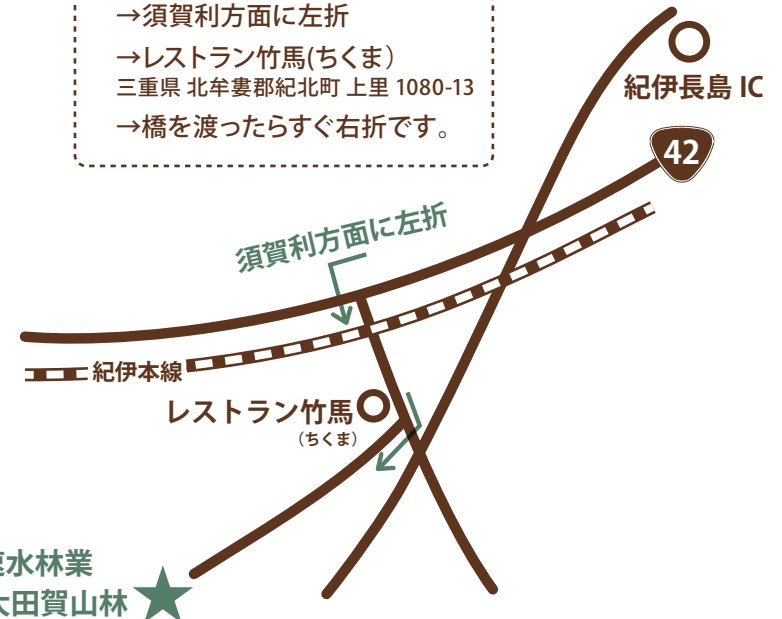 →須賀利方面に左折
→レストラン竹馬(ちくま）
三重県 北牟婁郡紀北町 上里 1080-13
→橋を渡ったらすぐ右折です。
紀伊長島 IC
42
須賀利方面に左折
紀伊本線
レストラン竹馬
（ちくま）
速水林業
大田賀山林